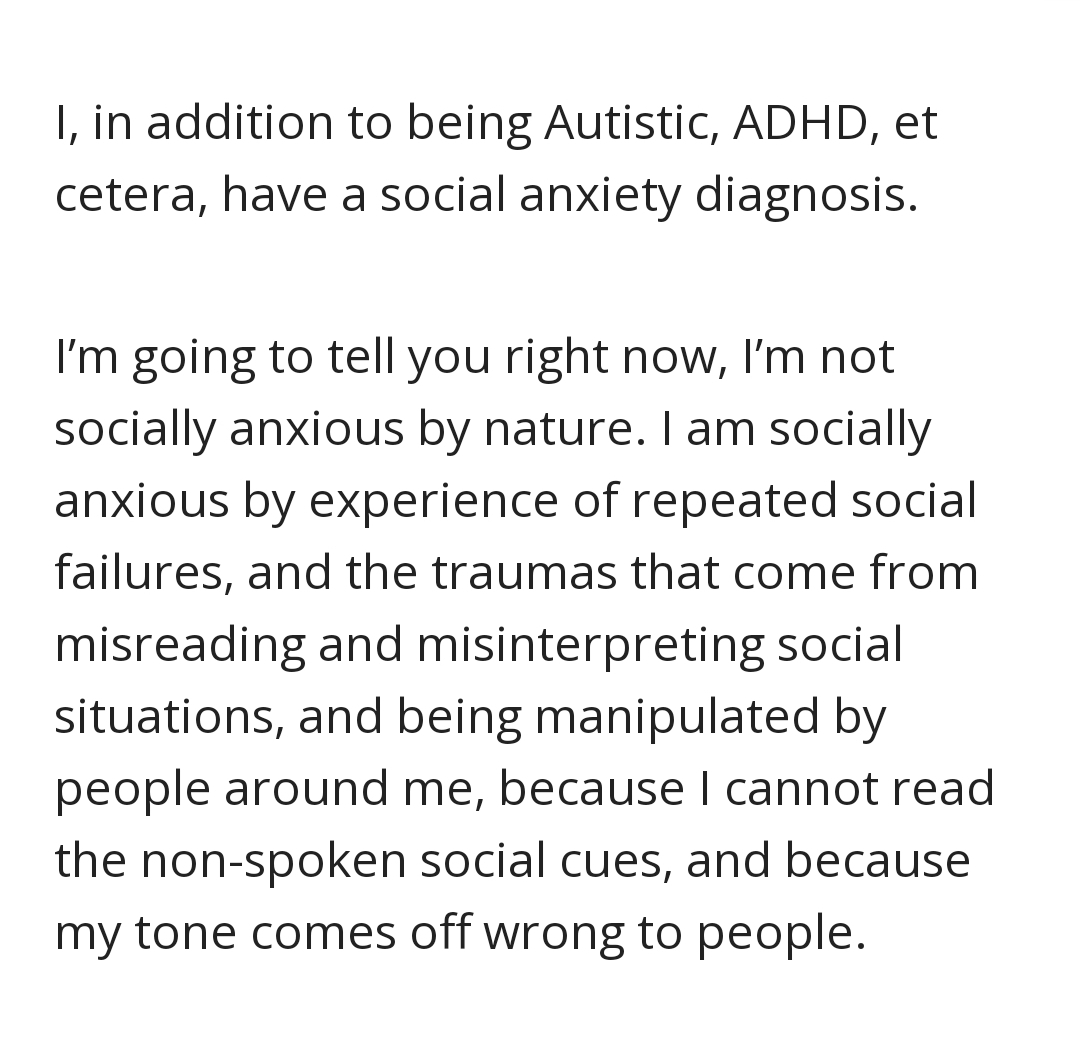 I, in addition to being Autistic, ADHD, et
cetera, have a social anxiety diagnosis.
I’m going to tell you right now, I’m not
socially anxious by nature. I am socially
anxious by experience of repeated social
failures, and the traumas that come from
misreading and misinterpreting social
situations, and being manipulated by
people around me, because I cannot read
the non-spoken social cues, and because
my tone comes off wrong to people.